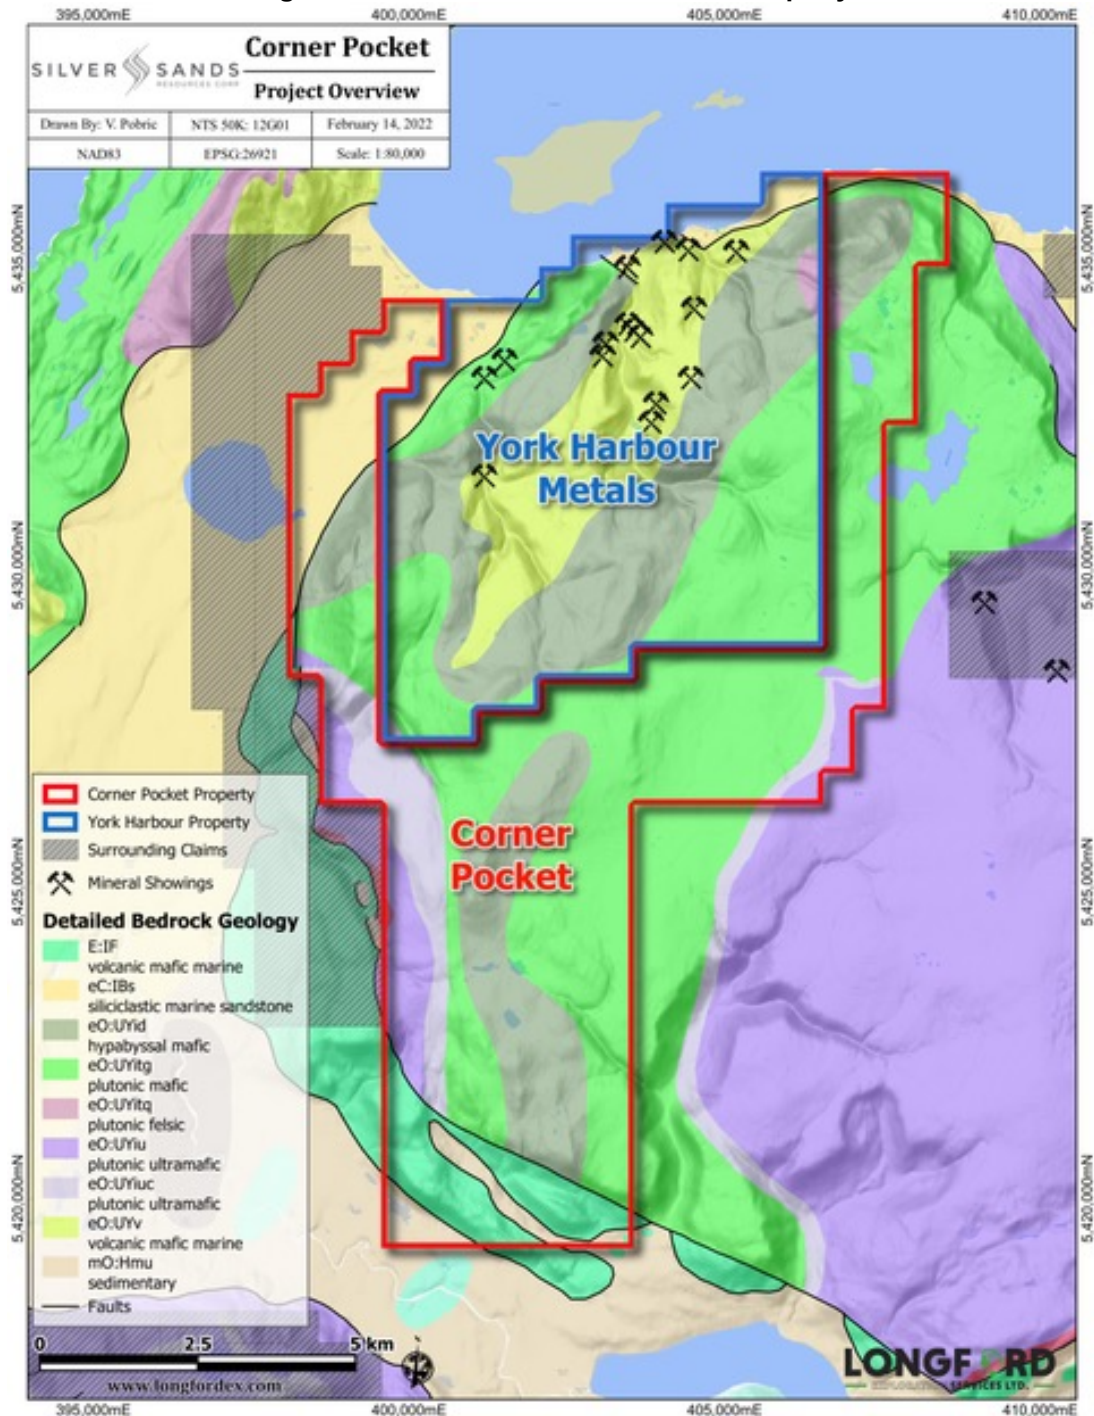 395,000mE 400,000mE 405,000mE 410,000mE
Corner Pocket
SILVER SANDS
RESOURCES CORP
Project Overview
Drawn By: V. Pobric NTS 50K: 12G01 February 14, 2022
NAD83 EPSG:26921 Scale: 1:80,000
5,435,000mN
5,435,000mN
York Harbour
Metals
5,430,000mN
5,430,000mN
Corner
Pocket
5,425,000mN
5,425,000mN
5,420,000mN
5,420,000mN
Corner Pocket Property
York Harbour Property
Surrounding Claims
Mineral Showings
Detailed Bedrock Geology
E:IF
volcanic mafic marine
eC:IBs
siliciclastic marine sandstone
eO:UYid
hypabyssal mafic
eO:UYitg
plutonic mafic
eO:UYitq
plutonic felsic
eO:UYiu
plutonic ultramafic
eO:UYiuc
plutonic ultramafic
eO:UYv
volcanic mafic marine
mO:Hmu
sedimentary
Faults
0 2.5 5 km
www.longfordex.com
LONGFORD
EXPLORATION SERVICES LTD.
395,000mE 400,000mE 405,000mE 410,000mE